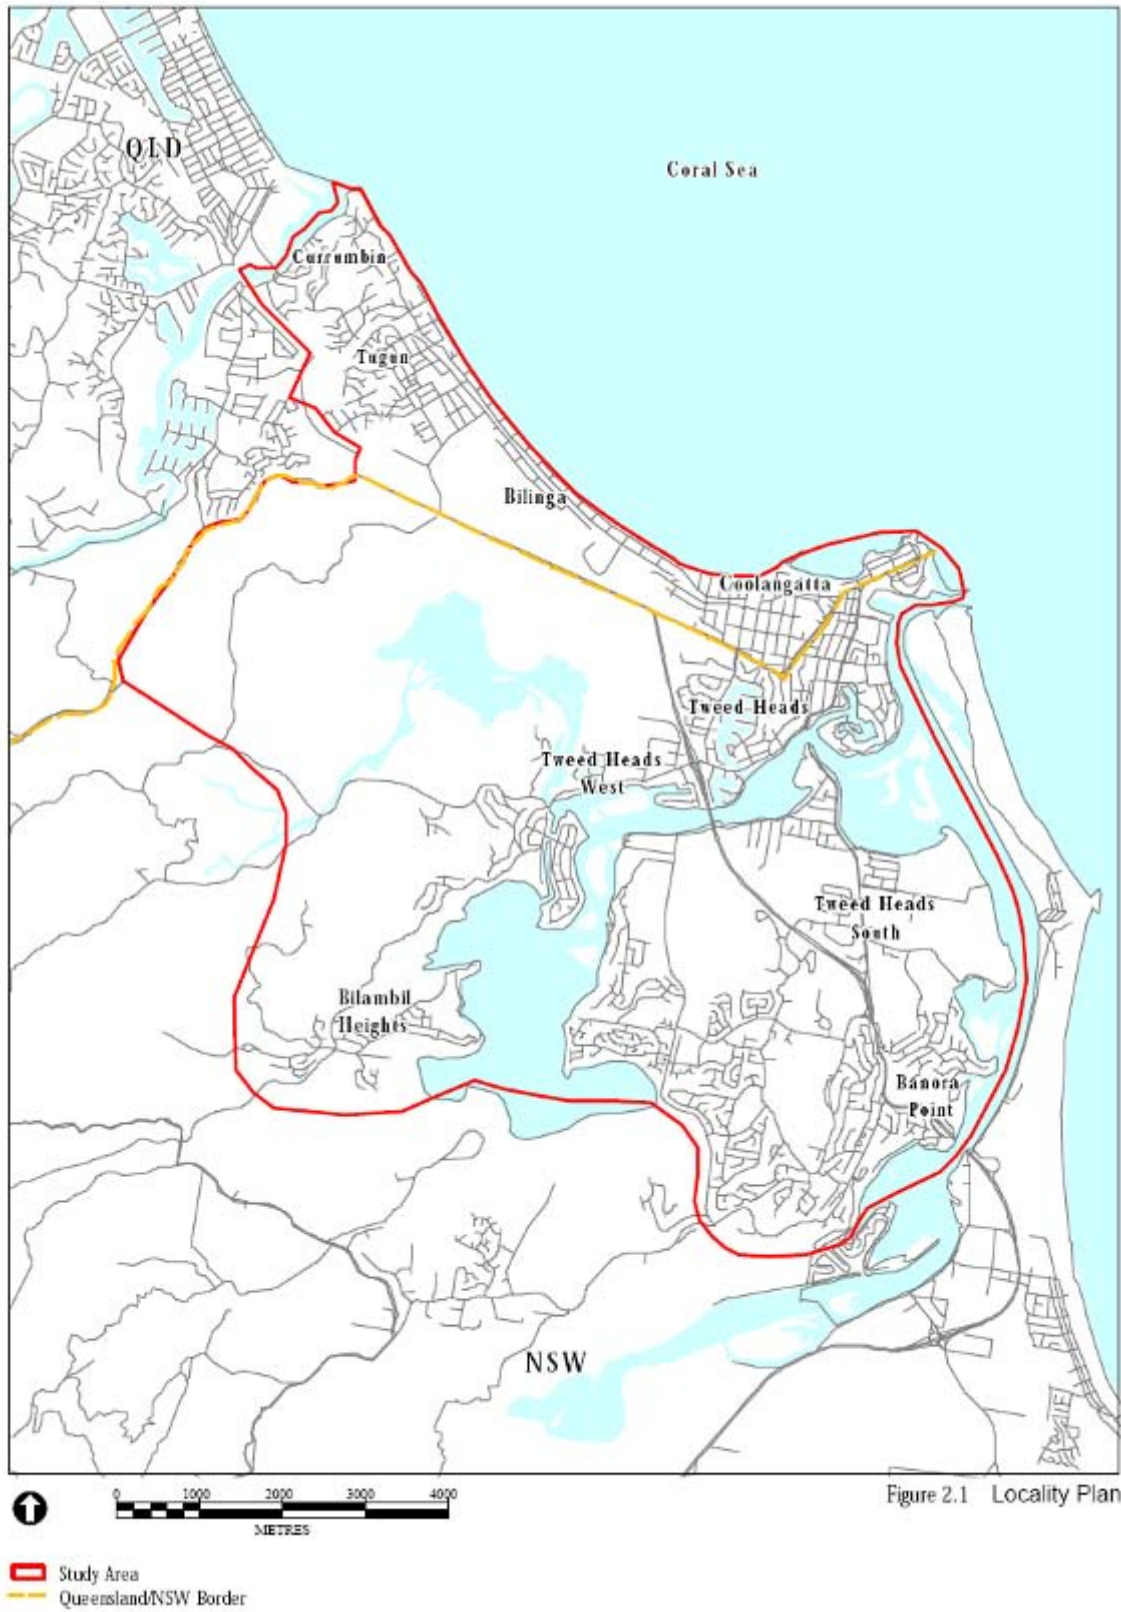 QLD
Coral Sea
Currumbin
Tugun
Bilinga
Coolangatta
Tweed Heads
Tweed Heads
West
Tweed Heads
South
Bilambil
Heights
Banora
Point
NSW
0 1000 2000 3000 4000
METRES
Figure 2.1 Locality Plan
Study Area
Queensland/NSW Border